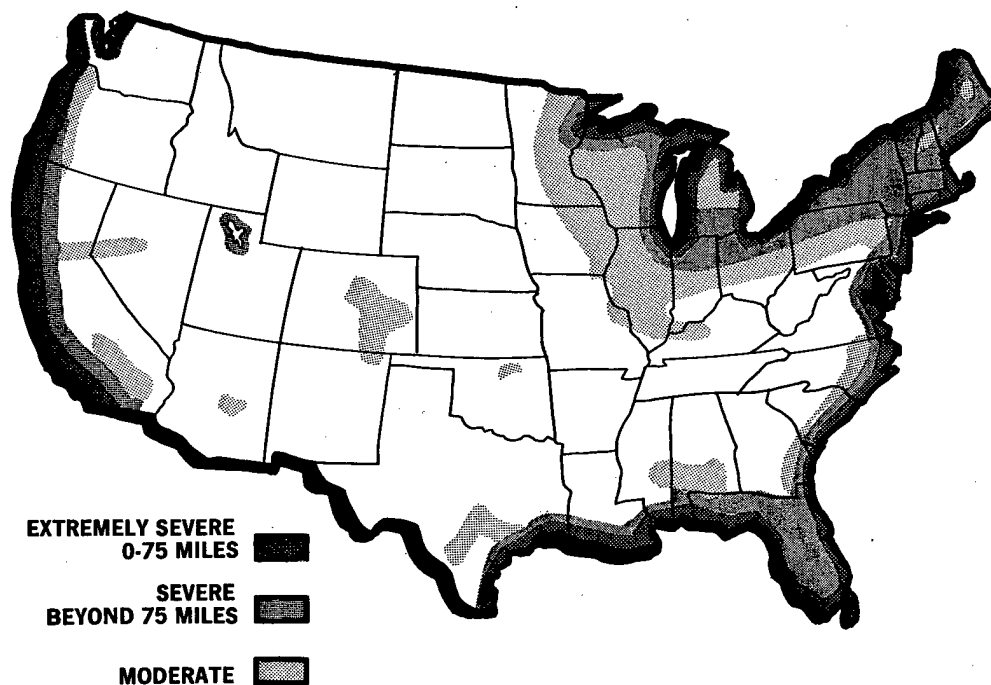 EXTREMELY SEVERE
0-75 MILES
SEVERE
BEYOND 75 MILES
MODERATE